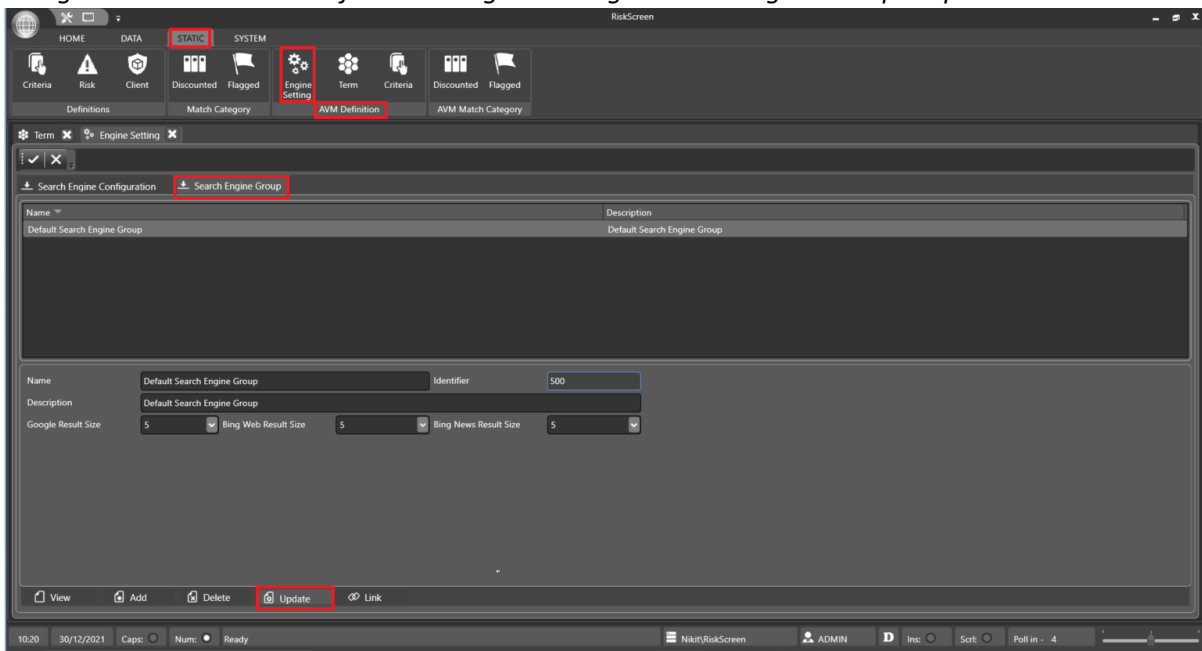 RiskScreen
HOME DATA STATIC SYSTEM
Criteria Risk Client Discounted Flagged Engine Setting Term Criteria Discounted Flagged
Definitions Match Category AVM Definition AVM Match Category
Term Engine Setting
Search Engine Configuration Search Engine Group
Name Description
Default Search Engine Group Default Search Engine Group
Name Default Search Engine Group Identifier 500
Description Default Search Engine Group
Google Result Size 5 Bing Web Result Size 5 Bing News Result Size 5
View Add Delete Update Link
10:20 30/12/2021 Caps: Num: Ready Nikit\RiskScreen ADMIN D Ins: Scrl: Poll in - 4